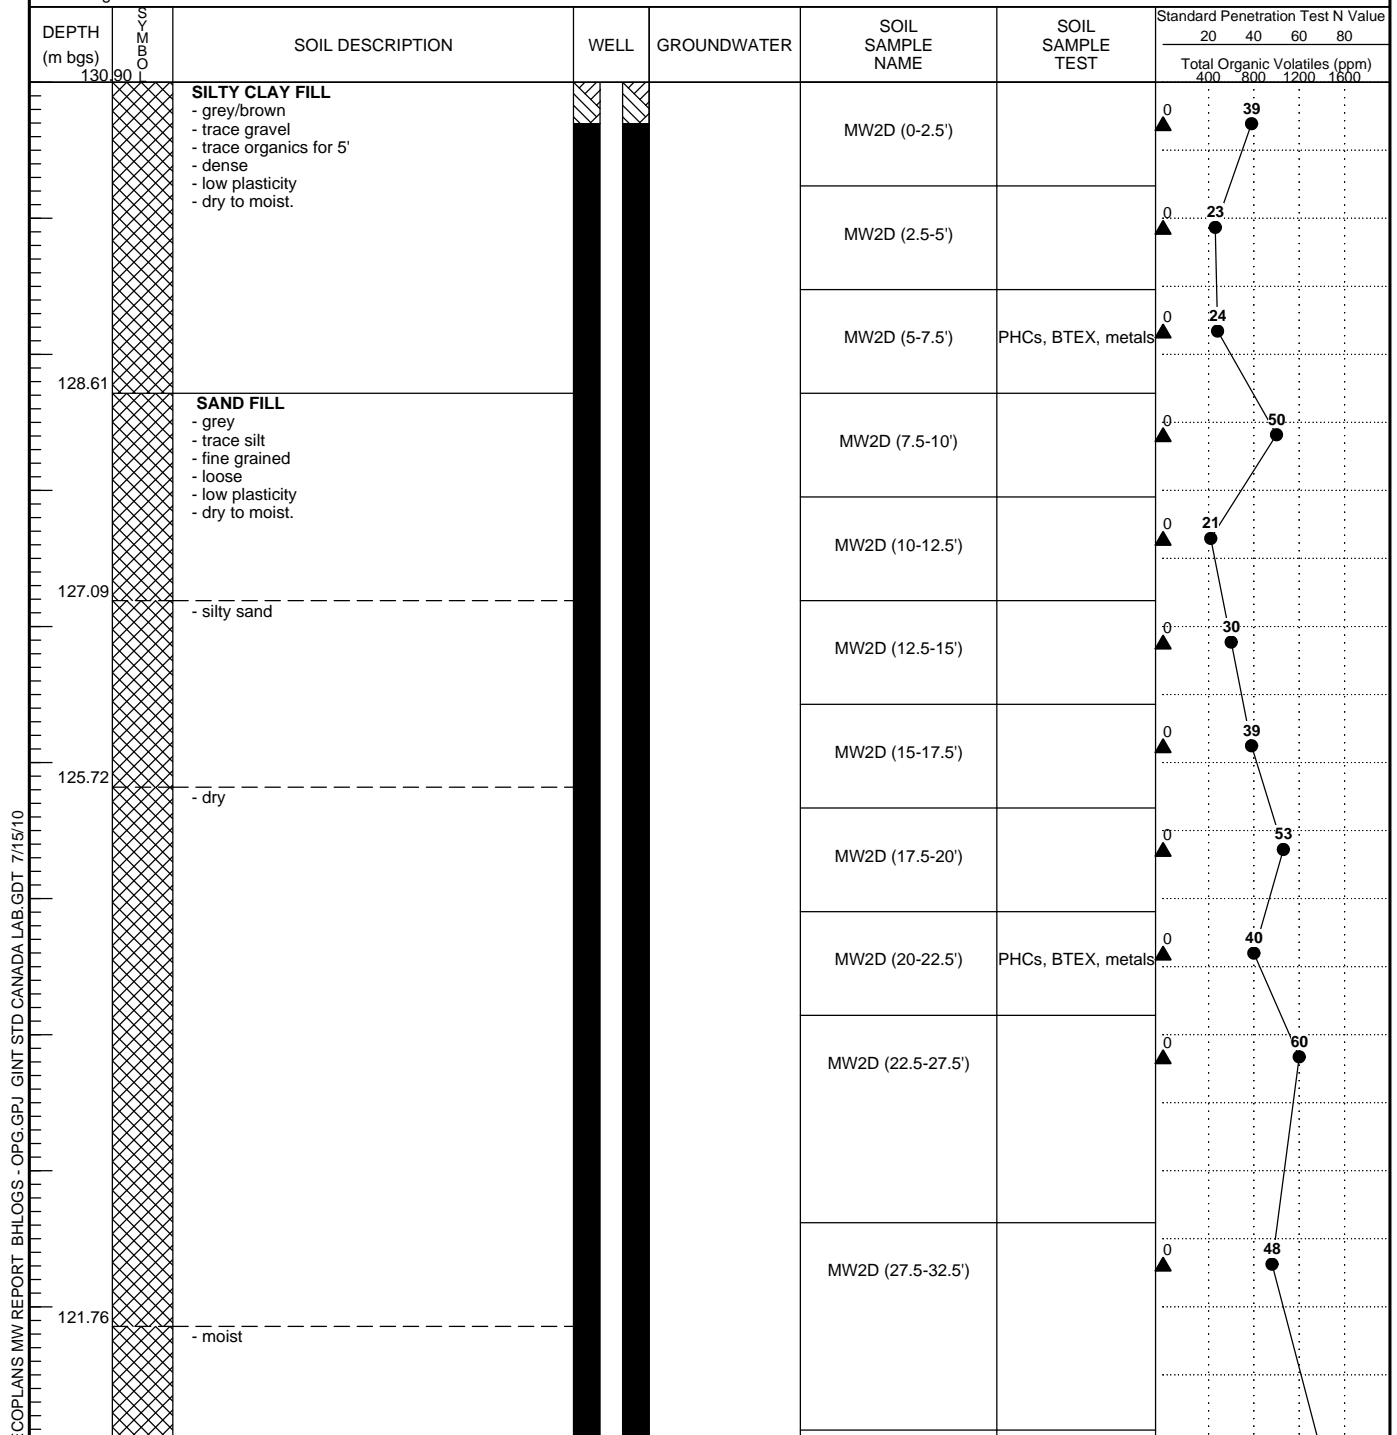 DEPTH
(m bgs)
130.90
SYMBOL
SOIL DESCRIPTION
WELL
GROUNDWATER
SOIL
SAMPLE
NAME
SOIL
SAMPLE
TEST
Standard Penetration Test N Value
20 40 60 80
Total Organic Volatiles (ppm)
400 800 1200 1600
SILTY CLAY FILL
- grey/brown
- trace gravel
- trace organics for 5'
- dense
- low plasticity
- dry to moist.
MW2D (0-2.5')
0 39
MW2D (2.5-5')
0 23
MW2D (5-7.5')
PHCs, BTEX, metals
0 24
128.61
SAND FILL
- grey
- trace silt
- fine grained
- loose
- low plasticity
- dry to moist.
MW2D (7.5-10')
0 50
MW2D (10-12.5')
0 21
127.09
- silty sand
MW2D (12.5-15')
0 30
MW2D (15-17.5')
0 39
125.72
- dry
MW2D (17.5-20')
0 53
MW2D (20-22.5')
PHCs, BTEX, metals
0 40
MW2D (22.5-27.5')
0 60
MW2D (27.5-32.5')
0 48
121.76
- moist
COPLANS MW REPORT BHLOGS - OPG.GPJ GINT STD CANADA LAB.GDT 7/15/10